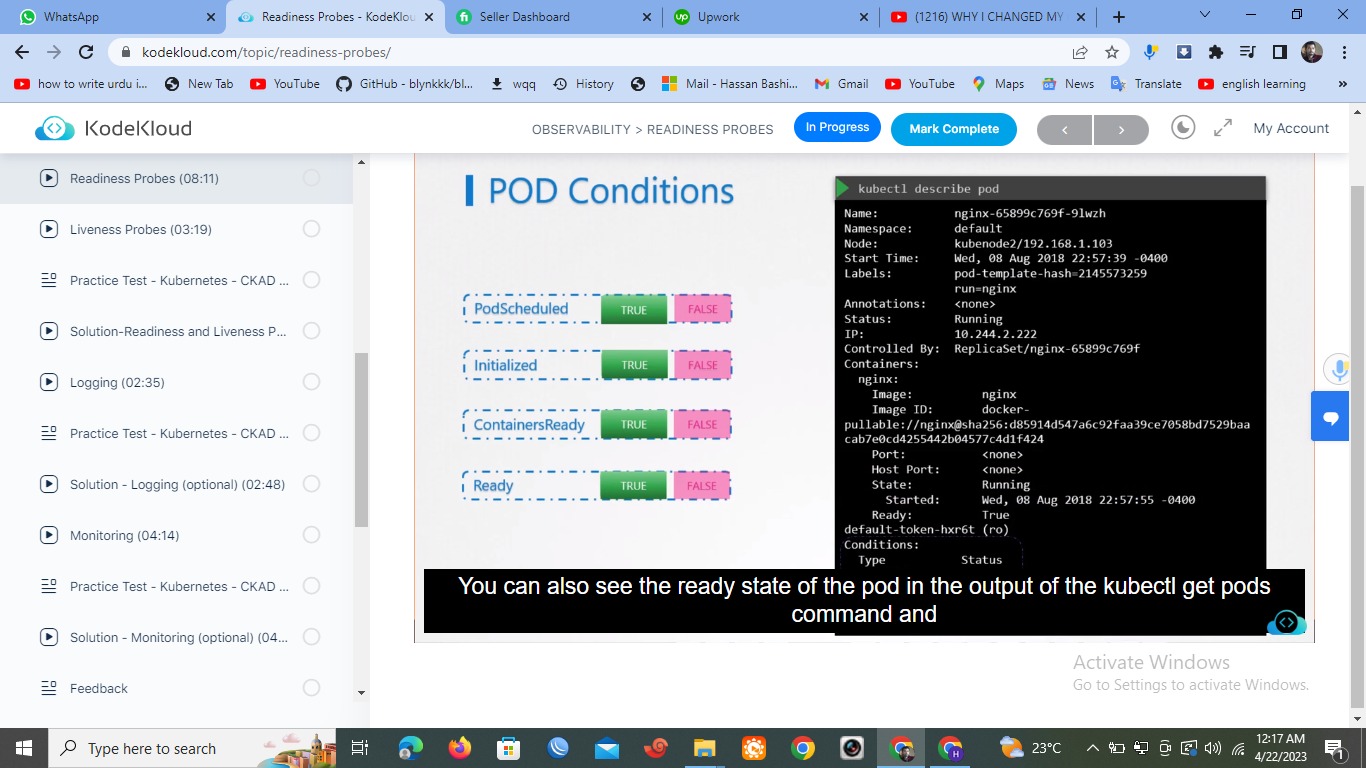 WhatsApp
Readiness Probes - KodeKlou
Seller Dashboard
Upwork
(1216) WHY I CHANGED MY
kodekloud.com/topic/readiness-probes/
how to write urdu i...
New Tab
YouTube
GitHub - blynkkk/bl...
wqq
History
Mail - Hassan Bashi...
Gmail
YouTube
Maps
News
Translate
english learning
»
KodeKloud
OBSERVABILITY > READINESS PROBES
In Progress
Mark Complete
My Account
Readiness Probes (08:11)
Liveness Probes (03:19)
Practice Test - Kubernetes - CKAD ...
Solution-Readiness and Liveness P...
Logging (02:35)
Practice Test - Kubernetes - CKAD ...
Solution - Logging (optional) (02:48)
Monitoring (04:14)
Practice Test - Kubernetes - CKAD ...
Solution - Monitoring (optional) (04...
Feedback
POD Conditions
PodScheduled TRUE FALSE
Initialized TRUE FALSE
ContainersReady TRUE FALSE
Ready TRUE FALSE
kubectl describe pod
Name: nginx-65899c769f-9lwzh
Namespace: default
Node: kubenode2/192.168.1.103
Start Time: Wed, 08 Aug 2018 22:57:39 -0400
Labels: pod-template-hash=2145573259
run=nginx
Annotations: <none>
Status: Running
IP: 10.244.2.222
Controlled By: ReplicaSet/nginx-65899c769f
Containers:
nginx:
Image: nginx
Image ID: docker-
pullable://nginx@sha256:d85914d547a6c92faa39ce7058bd7529baa
cab7e0cd4255442b04577c4d1f424
Port: <none>
Host Port: <none>
State: Running
Started: Wed, 08 Aug 2018 22:57:55 -0400
Ready: True
default-token-hxr6t (ro)
Conditions:
Type Status
You can also see the ready state of the pod in the output of the kubectl get pods
command and
Activate Windows
Go to Settings to activate Windows.
Type here to search
23°C
12:17 AM
4/22/2023